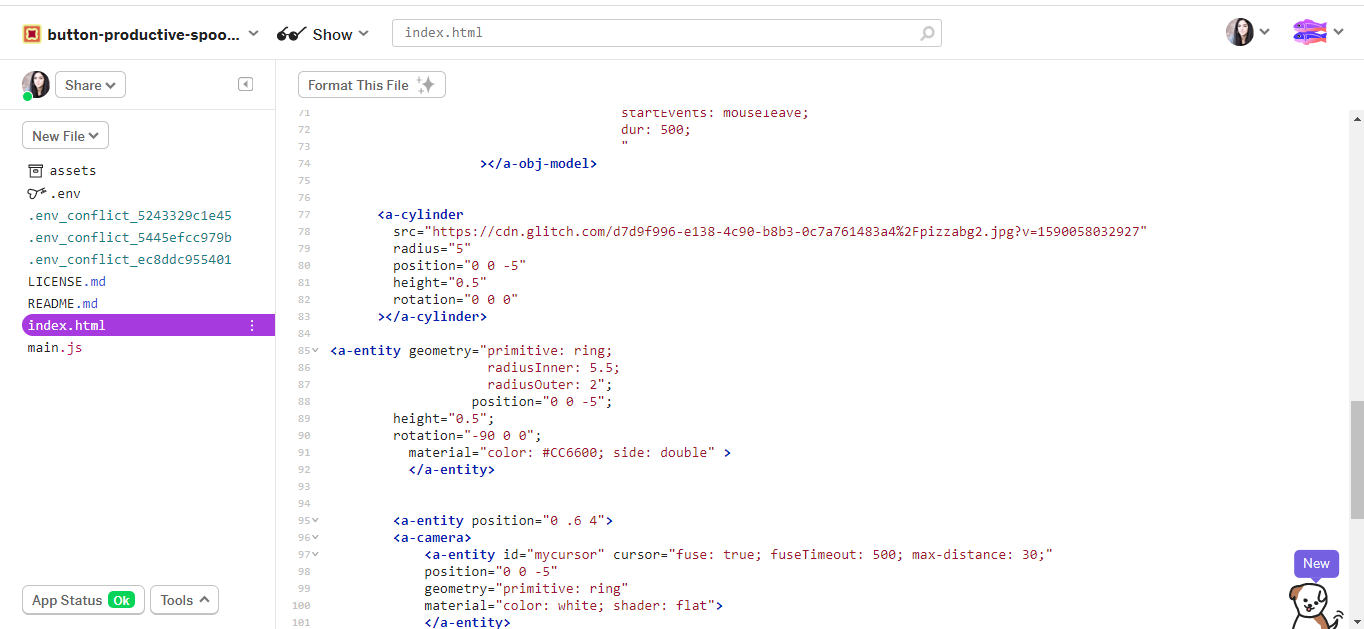 button-productive-spoo...
Show
index.html
Share
Format This File
New File
assets
.env
.env_conflict_5243329c1e45
.env_conflict_5445efcc979b
.env_conflict_ec8ddc955401
LICENSE.md
README.md
index.html
main.js
App Status Ok
Tools
71 startEvents: mouseleave;
72 dur: 500;
73 "
74 ></a-obj-model>
75
76
77 <a-cylinder
78 src="https://cdn.glitch.com/d7d9f996-e138-4c90-b8b3-0c7a761483a4%2Fpizzabg2.jpg?v=1590058032927"
79 radius="5"
80 position="0 0 -5"
81 height="0.5"
82 rotation="0 0 0"
83 ></a-cylinder>
84
85 <a-entity geometry="primitive: ring;
86 radiusInner: 5.5;
87 radiusOuter: 2";
88 position="0 0 -5";
89 height="0.5";
90 rotation="-90 0 0";
91 material="color: #CC6600; side: double" >
92 </a-entity>
93
94
95 <a-entity position="0 .6 4">
96 <a-camera>
97 <a-entity id="mycursor" cursor="fuse: true; fuseTimeout: 500; max-distance: 30;"
98 position="0 0 -5"
99 geometry="primitive: ring"
100 material="color: white; shader: flat">
101 </a-entity>
New